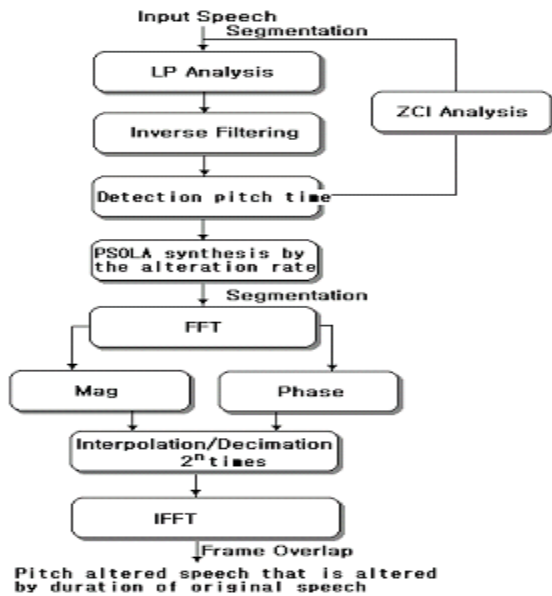 Input Speech
Segmentation
LP Analysis
ZCI Analysis
Inverse Filtering
Detection pitch time
PSOLA synthesis by
the alteration rate
Segmentation
FFT
Mag
Phase
Interpolation/Decimation
2ⁿ times
IFFT
Frame Overlap
Pitch altered speech that is altered
by duration of original speech